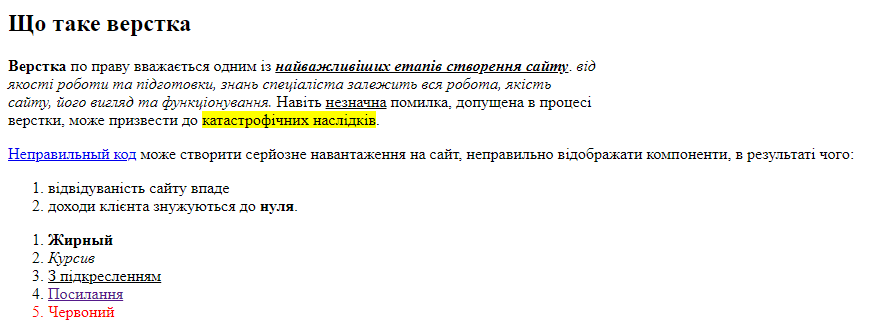 Що таке верстка
Верстка по праву вважається одним із найважливіших етапів створення сайту. від
якості роботи та підготовки, знань спеціаліста залежить вся робота, якість
сайту, його вигляд та функціонування. Навіть незначна помилка, допущена в процесі
верстки, може призвести до катастрофічних наслідків.
Неправильный код може створити серйозне навантаження на сайт, неправильно відображати компоненти, в результаті чого:
1. відвідуваність сайту впаде
2. доходи клієнта знужуються до нуля.
1. Жирный
2. Курсив
3. З підкресленням
4. Посилання
5. Червоний